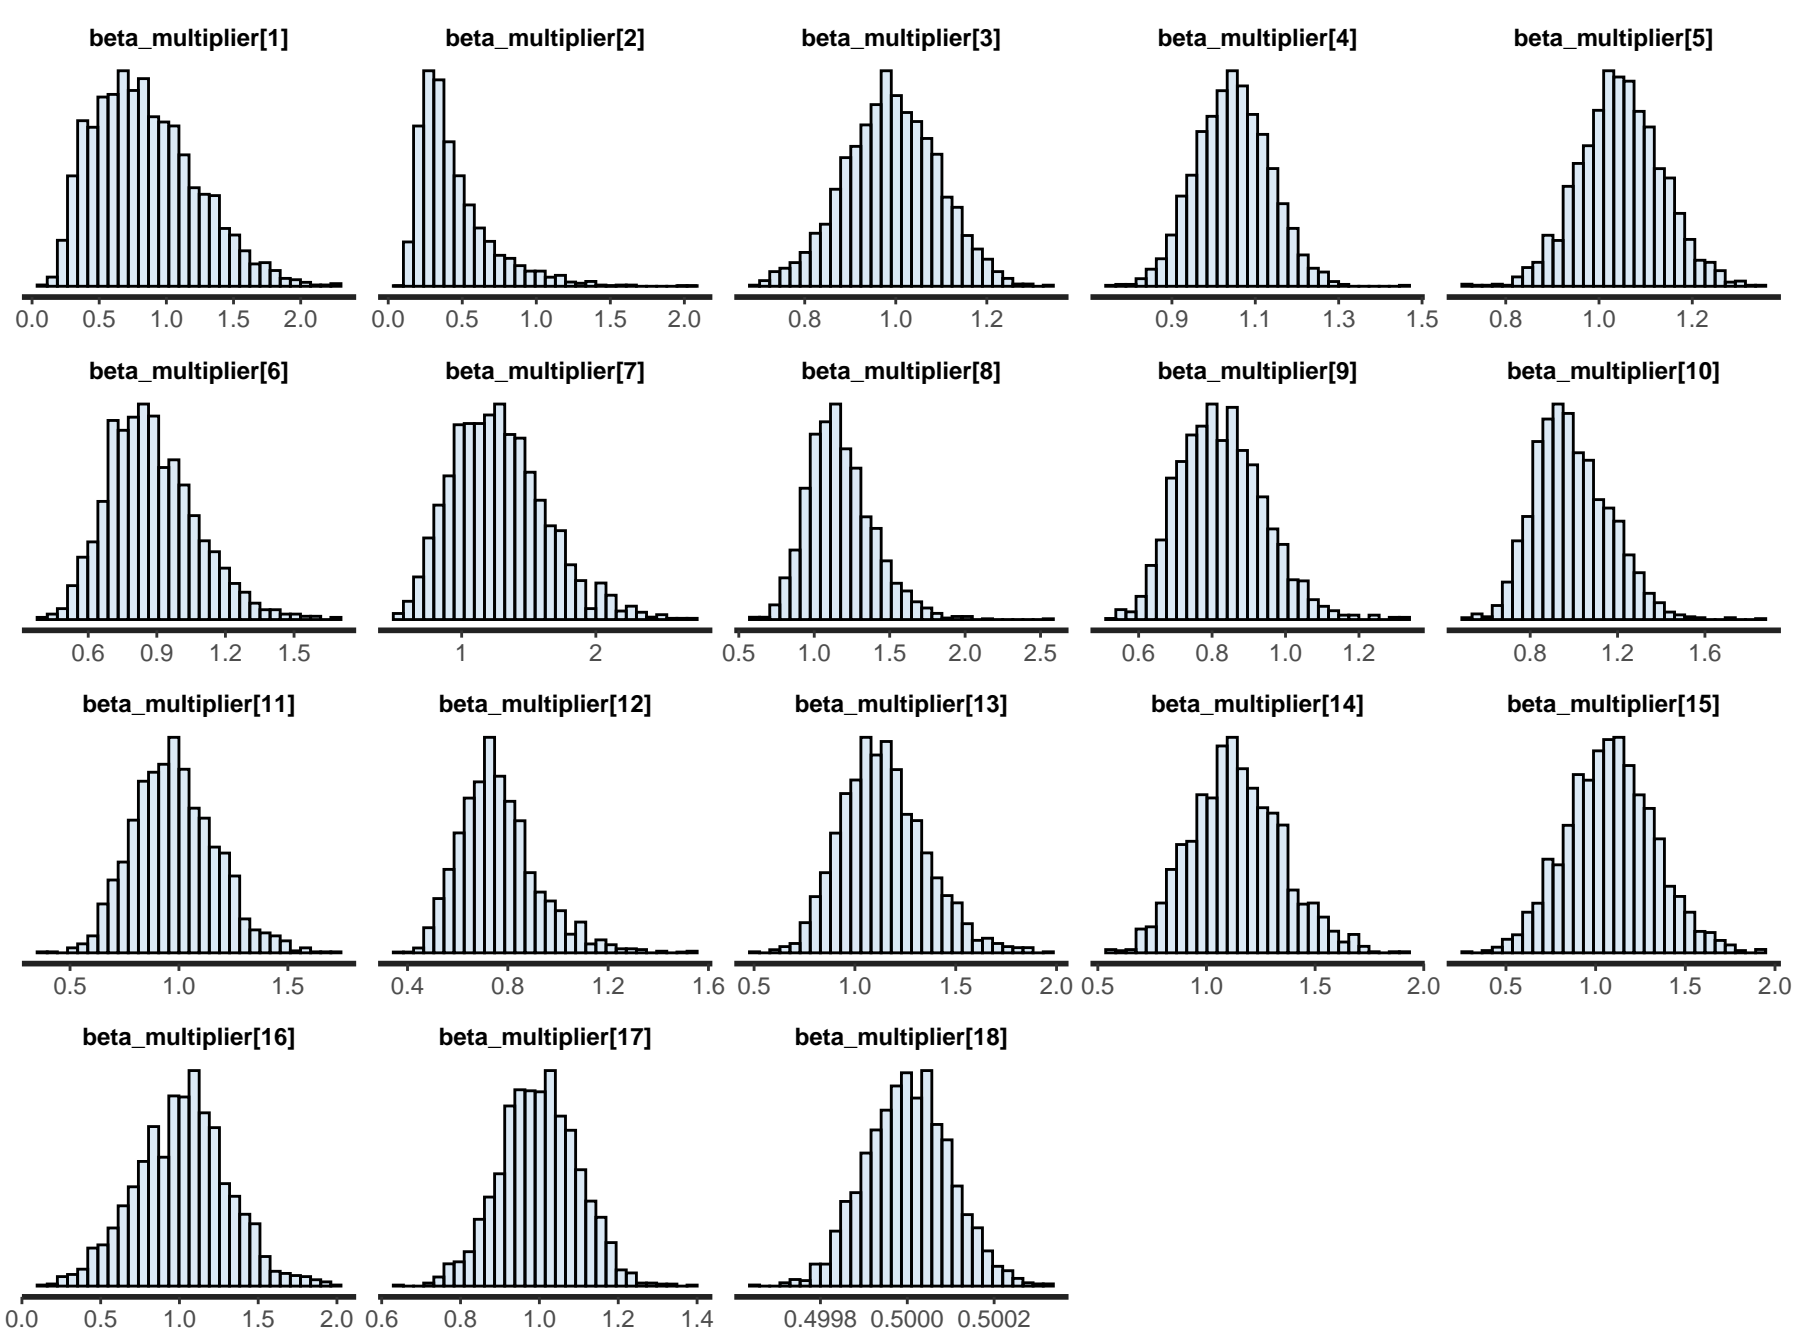 beta_multiplier[1] beta_multiplier[2] beta_multiplier[3] beta_multiplier[4] beta_multiplier[5]
0.0 0.5 1.0 1.5 2.0 0.0 0.5 1.0 1.5 2.0 0.8 1.0 1.2 0.9 1.1 1.3 1.5 0.8 1.0 1.2
beta_multiplier[6] beta_multiplier[7] beta_multiplier[8] beta_multiplier[9] beta_multiplier[10]
0.6 0.9 1.2 1.5 1 2 0.5 1.0 1.5 2.0 2.5 0.6 0.8 1.0 1.2 0.8 1.2 1.6
beta_multiplier[11] beta_multiplier[12] beta_multiplier[13] beta_multiplier[14] beta_multiplier[15]
0.5 1.0 1.5 0.4 0.8 1.2 1.6 0.5 1.0 1.5 2.0 0.5 1.0 1.5 2.0 0.5 1.0 1.5 2.0
beta_multiplier[16] beta_multiplier[17] beta_multiplier[18]
0.0 0.5 1.0 1.5 2.0 0.6 0.8 1.0 1.2 1.4 0.4998 0.5000 0.5002